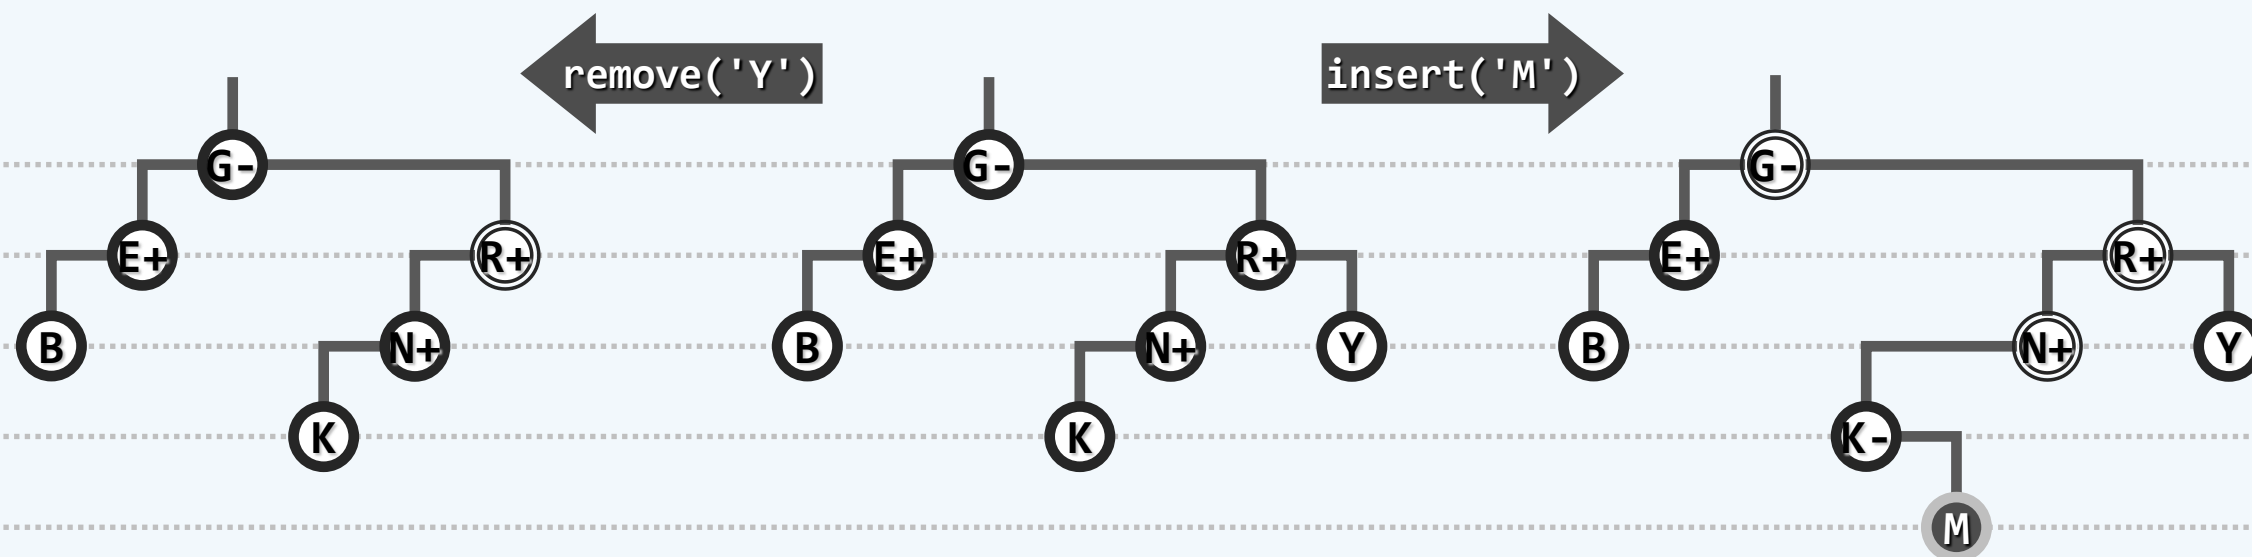 remove('Y') insert('M')
G- G- G-
E+ R+ E+ R+ E+ R+
B N+ B N+ Y B N+ Y
K K K-
M